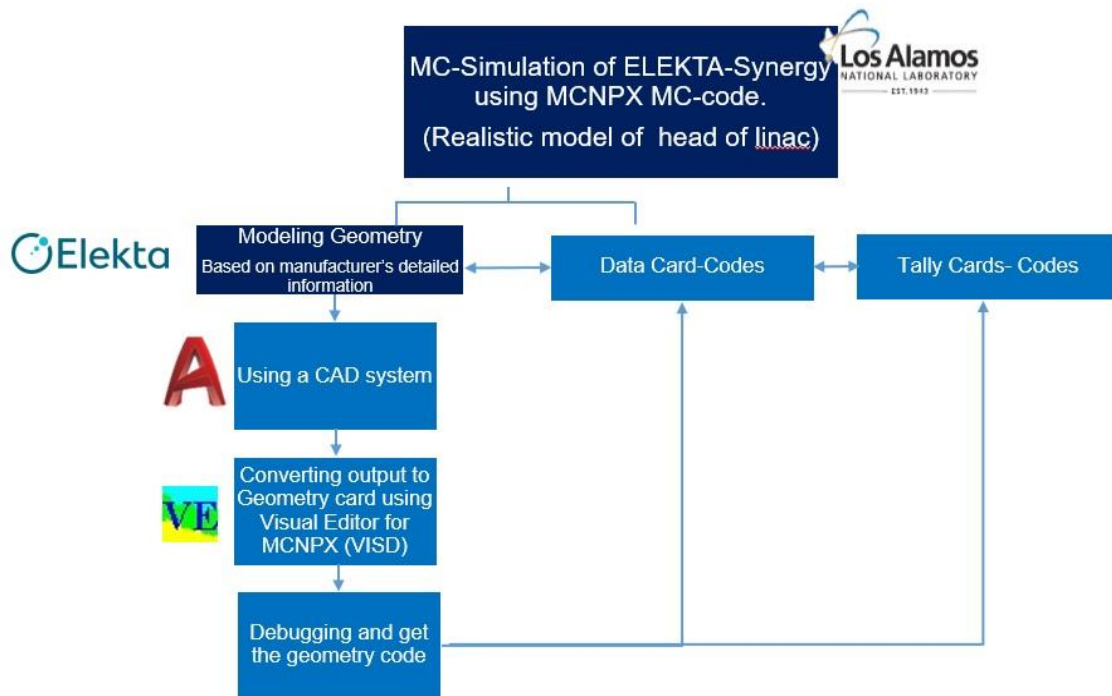 MC-Simulation of ELEKTA-Synergy
using MCNPX MC-code.
(Realistic model of  head of linac)
Los Alamos
NATIONAL LABORATORY
EST. 1943
Elekta
Modeling Geometry
Based on manufacturer's detailed
information
Data Card-Codes
Tally Cards- Codes
A
Using a CAD system
VE
Converting output to
Geometry card using
Visual Editor for
MCNPX (VISD)
Debugging and get
the geometry code